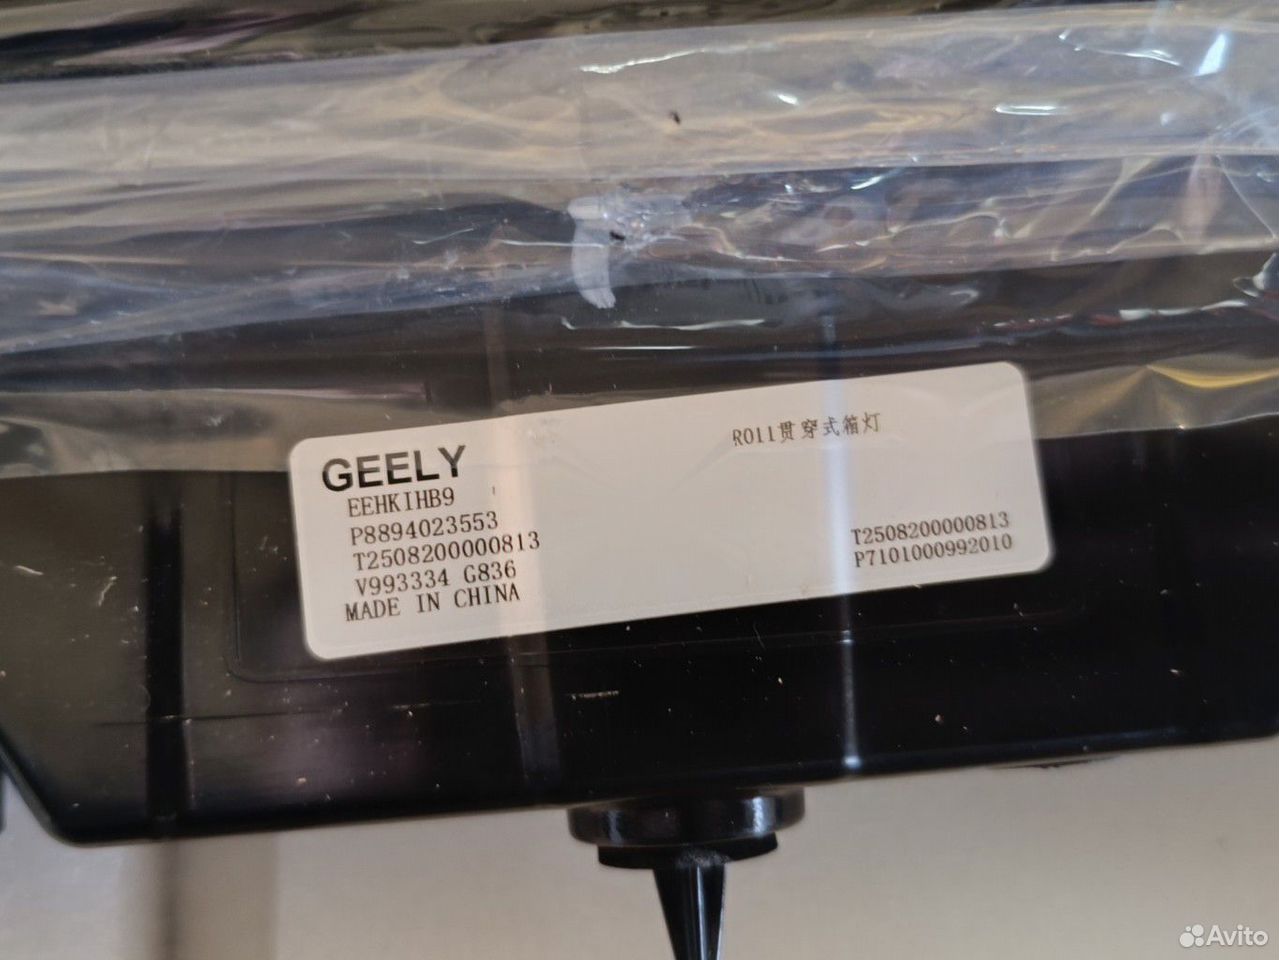 GEELY
R011贯穿式箱灯
EEHKIHB9
P8894023553
T2508200000813
V993334 G836
MADE IN CHINA
T2508200000813
P7101000992010
Avito